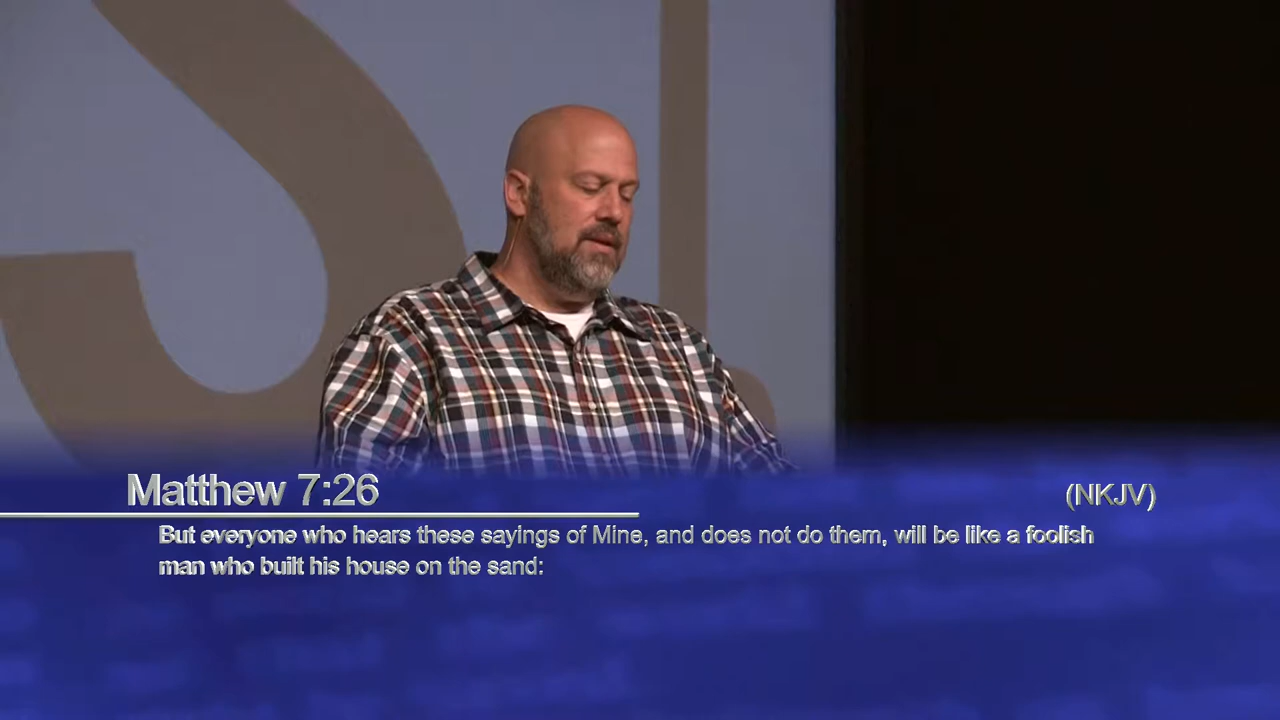 Matthew 7:26
(NKJV)
But everyone who hears these sayings of Mine, and does not do them, will be like a foolish
man who built his house on the sand: